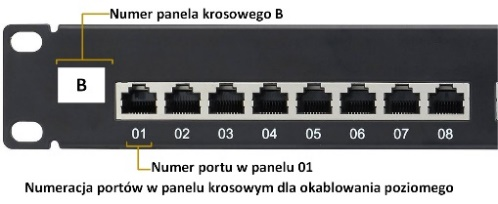 Numer panela krosowego B
B
01 02 03 04 05 06 07 08
Numer portu w panelu 01
Numeracja portów w panelu krosowym dla okablowania poziomego